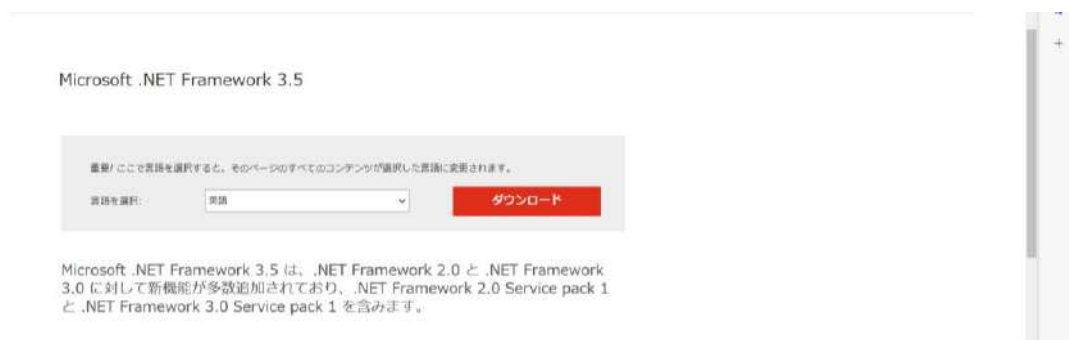 Microsoft .NET Framework 3.5
重要! ここで言語を選択すると、そのページのすべてのコンテンツが選択した言語に変更されます。
言語を選択: 英語 ダウンロード
Microsoft .NET Framework 3.5 は、.NET Framework 2.0 と .NET Framework
3.0 に対して新機能が多数追加されており、.NET Framework 2.0 Service pack 1
と .NET Framework 3.0 Service pack 1 を含みます。